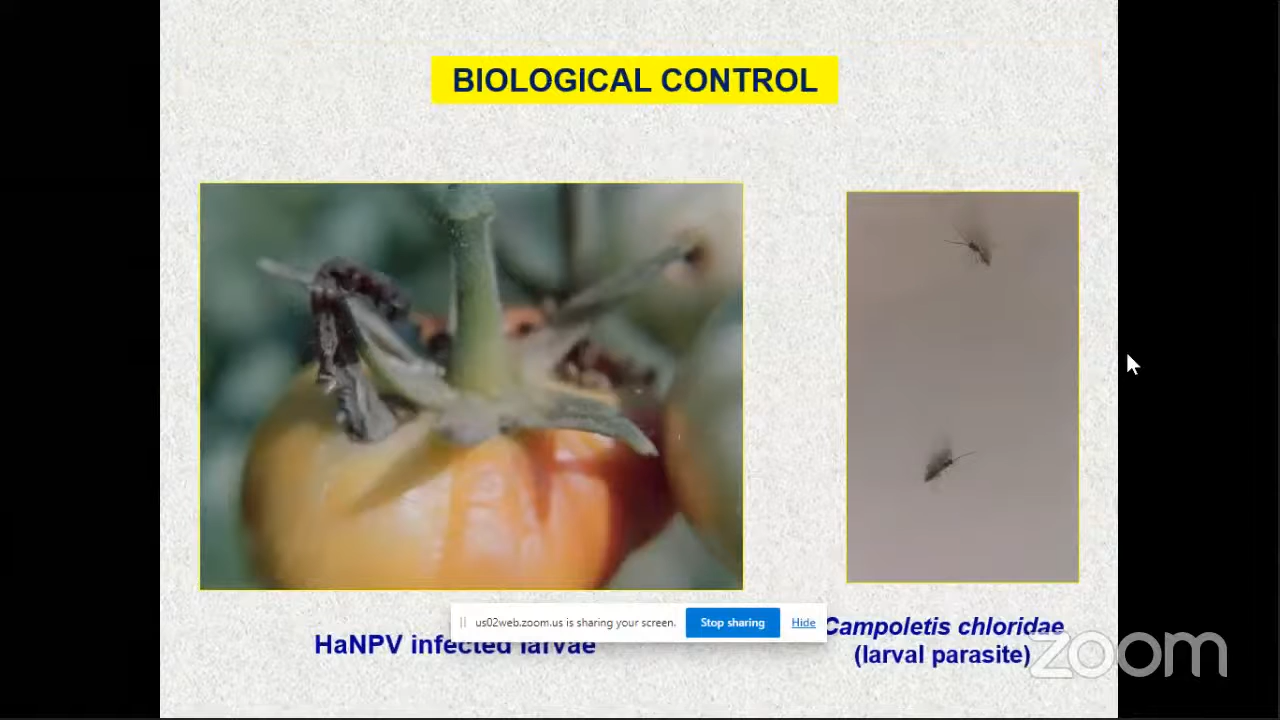 BIOLOGICAL CONTROL
us02web.zoom.us is sharing your screen.
Stop sharing
Hide
HaNPV infected larvae
Campoletis chloridae
(larval parasite)
zoom